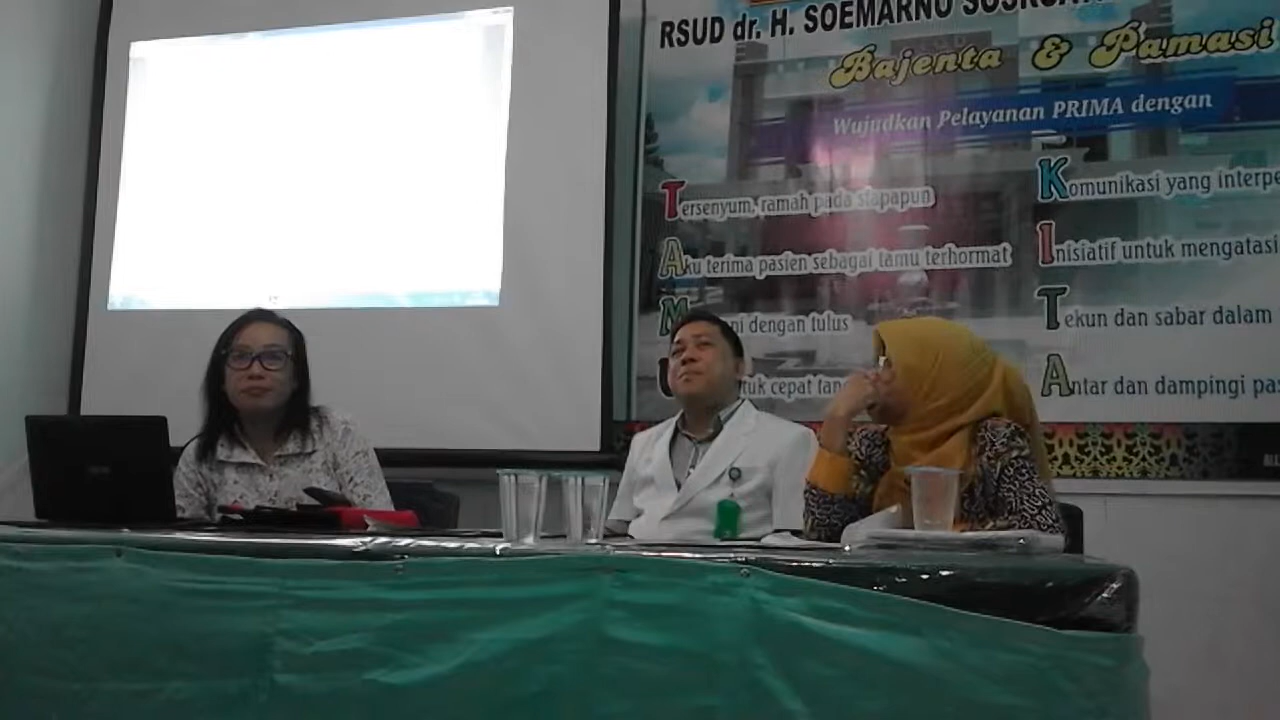 RSUD dr. H. SOEMARNO
Bajenta & Pamasi
Wujudkan Pelayanan PRIMA dengan
Tersenyum, ramah pada siapapun
Aku terima pasien sebagai tamu terhormat
dengan tulus
cepat
Komunikasi yang
Inisiatif untuk mengatasi
Tekun dan sabar dalam
Antar dan dampingi